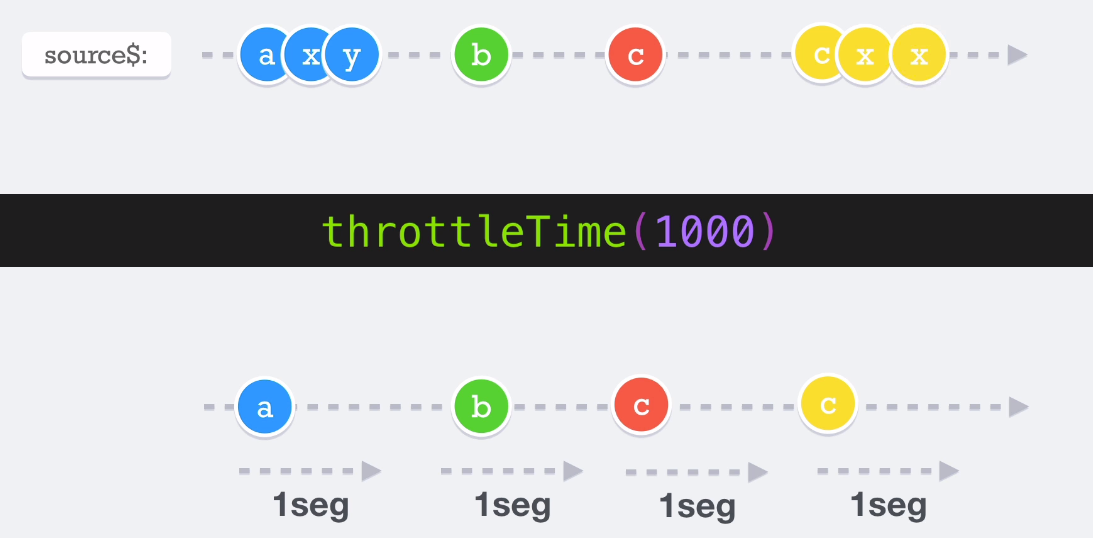 source$: a x y b c c x x
throttleTime(1000)
a b c c
1seg 1seg 1seg 1seg